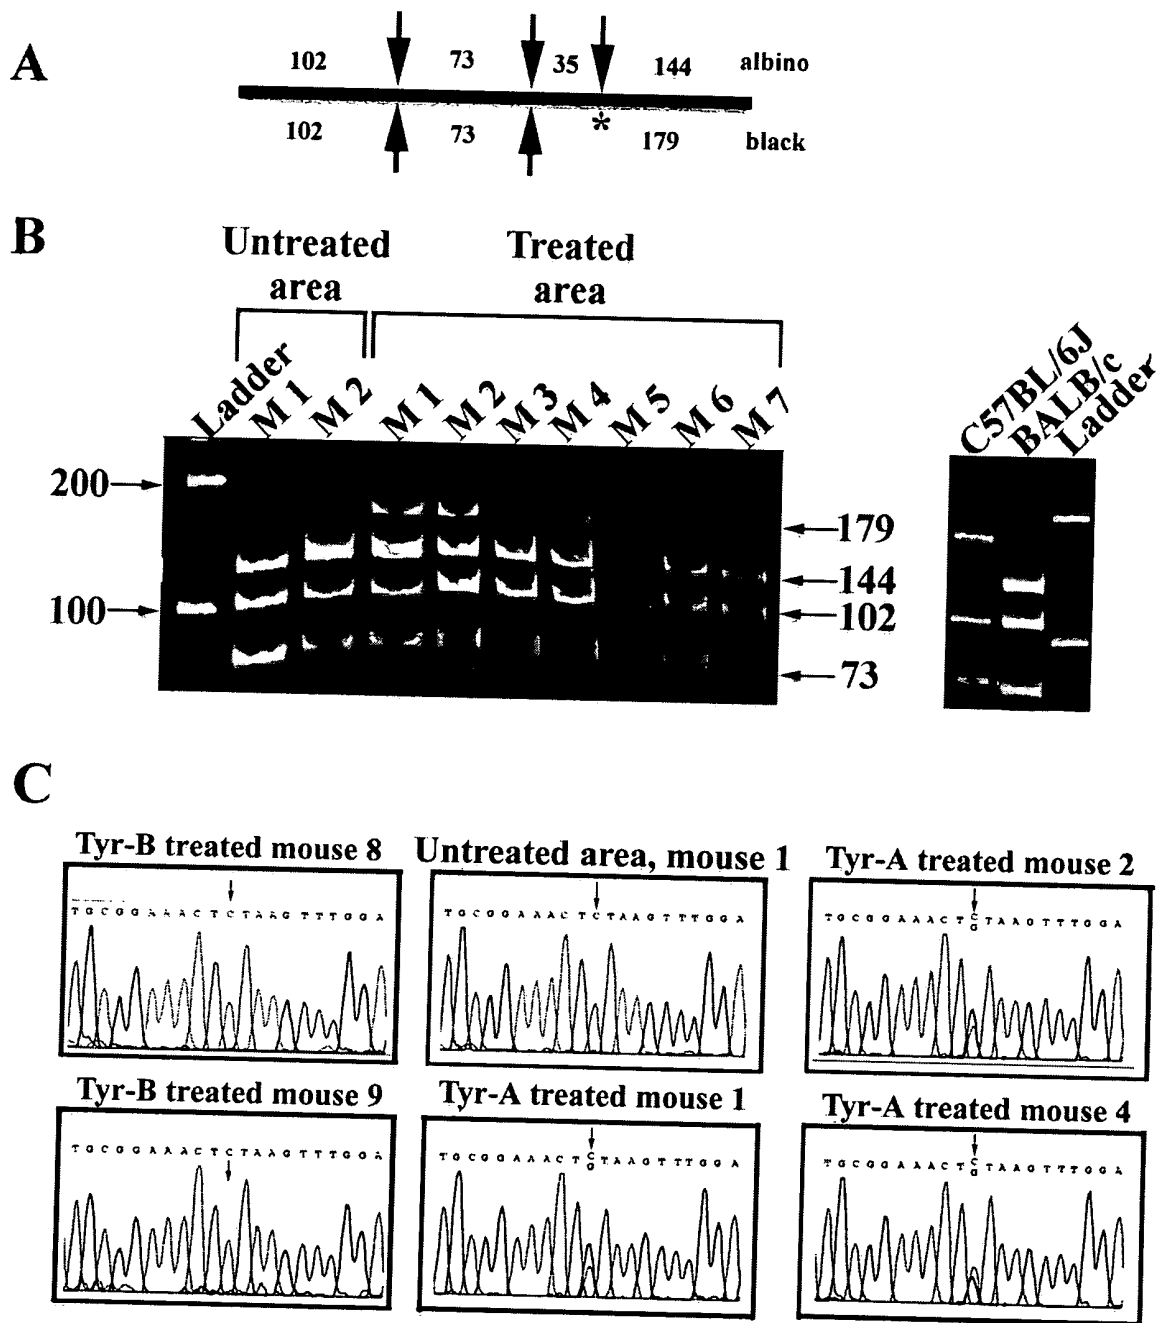 A
102 73 35 144 albino
102 73 * 179 black
B
Untreated area
Treated area
Ladder M 1 M 2 M 1 M 2 M 3 M 4 M 5 M 6 M 7
C57BL/6J BALB/c Ladder
200
100
179
144
102
73
C
Tyr-B treated mouse 8
TGCGGAAACTCTAAGTTTGGA
Untreated area, mouse 1
TGCGGAAACTCTAAGTTTGGA
Tyr-A treated mouse 2
TGCGGAAACTCTAAGTTTGGA
G
Tyr-B treated mouse 9
TGCGGAAACTCTAAGTTTGGA
Tyr-A treated mouse 1
TGCGGAAACTCTAAGTTTGGA
G
Tyr-A treated mouse 4
TGCGGAAACTCTAAGTTTGGA
G